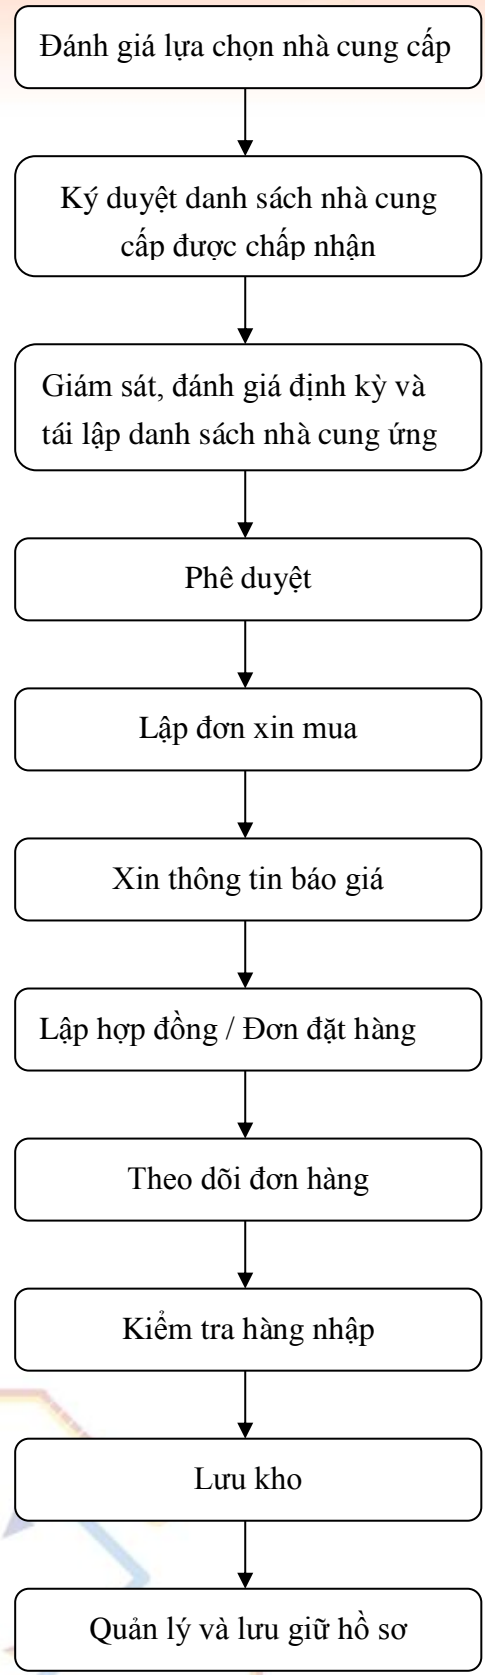 Đánh giá lựa chọn nhà cung cấp
Ký duyệt danh sách nhà cung
cấp được chấp nhận
Giám sát, đánh giá định kỳ và
tái lập danh sách nhà cung ứng
Phê duyệt
Lập đơn xin mua
Xin thông tin báo giá
Lập hợp đồng / Đơn đặt hàng
Theo dõi đơn hàng
Kiểm tra hàng nhập
Lưu kho
Quản lý và lưu giữ hồ sơ